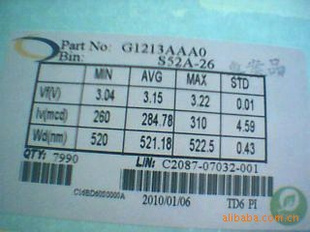 Part No: G1213AAA0
Bin: S52A-26
MIN AVG MAX STD
Vf(V) 3.04 3.15 3.22 0.01
Iv(mcd) 260 284.78 310 4.59
Wd(nm) 520 521.18 522.5 0.43
QTY: 7990 LIN: C2087-07032-001
2010/01/06 TD6 PI
alibaba.com.cn